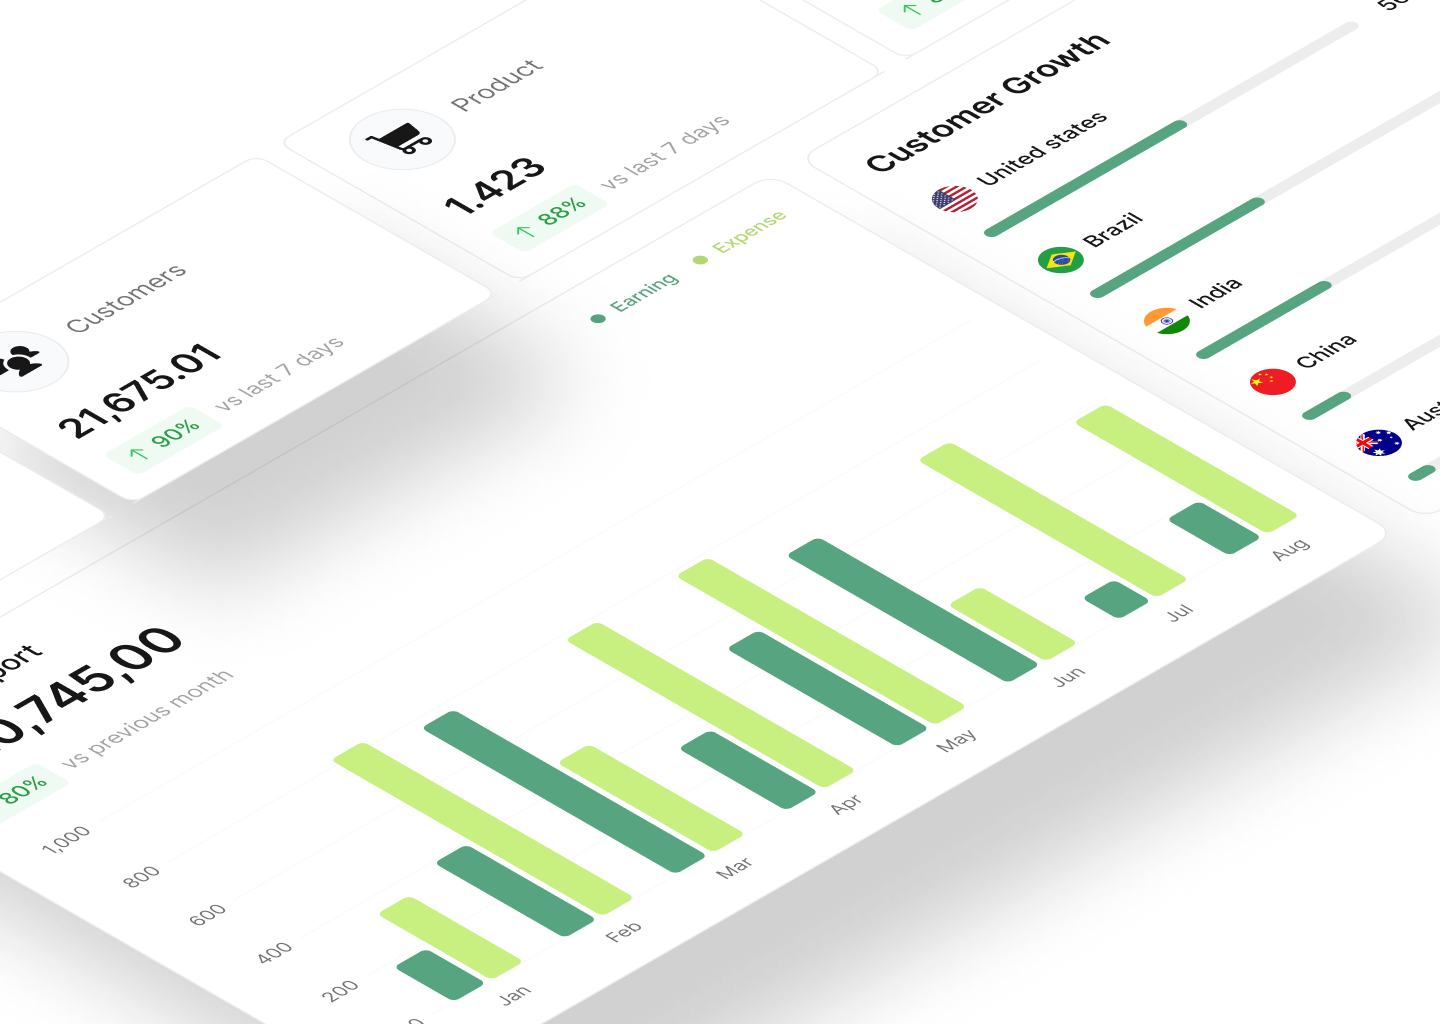 Product
1.423
↑ 88% vs last 7 days
Customers
21,675.01
↑ 90% vs last 7 days
Customer Growth
United states
Brazil
India
China
Earning
Expense
0,745,00
80% vs previous month
1,000
800
600
400
200
0
Jan
Feb
Mar
Apr
May
Jun
Jul
Aug